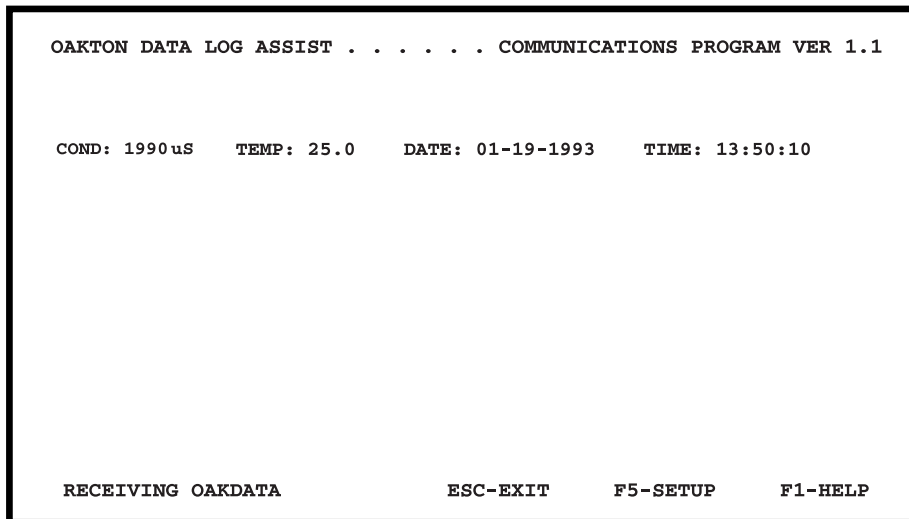 OAKTON DATA LOG ASSIST . . . . . . COMMUNICATIONS PROGRAM VER 1.1
COND: 1990uS TEMP: 25.0 DATE: 01-19-1993 TIME: 13:50:10
RECEIVING OAKDATA ESC-EXIT F5-SETUP F1-HELP